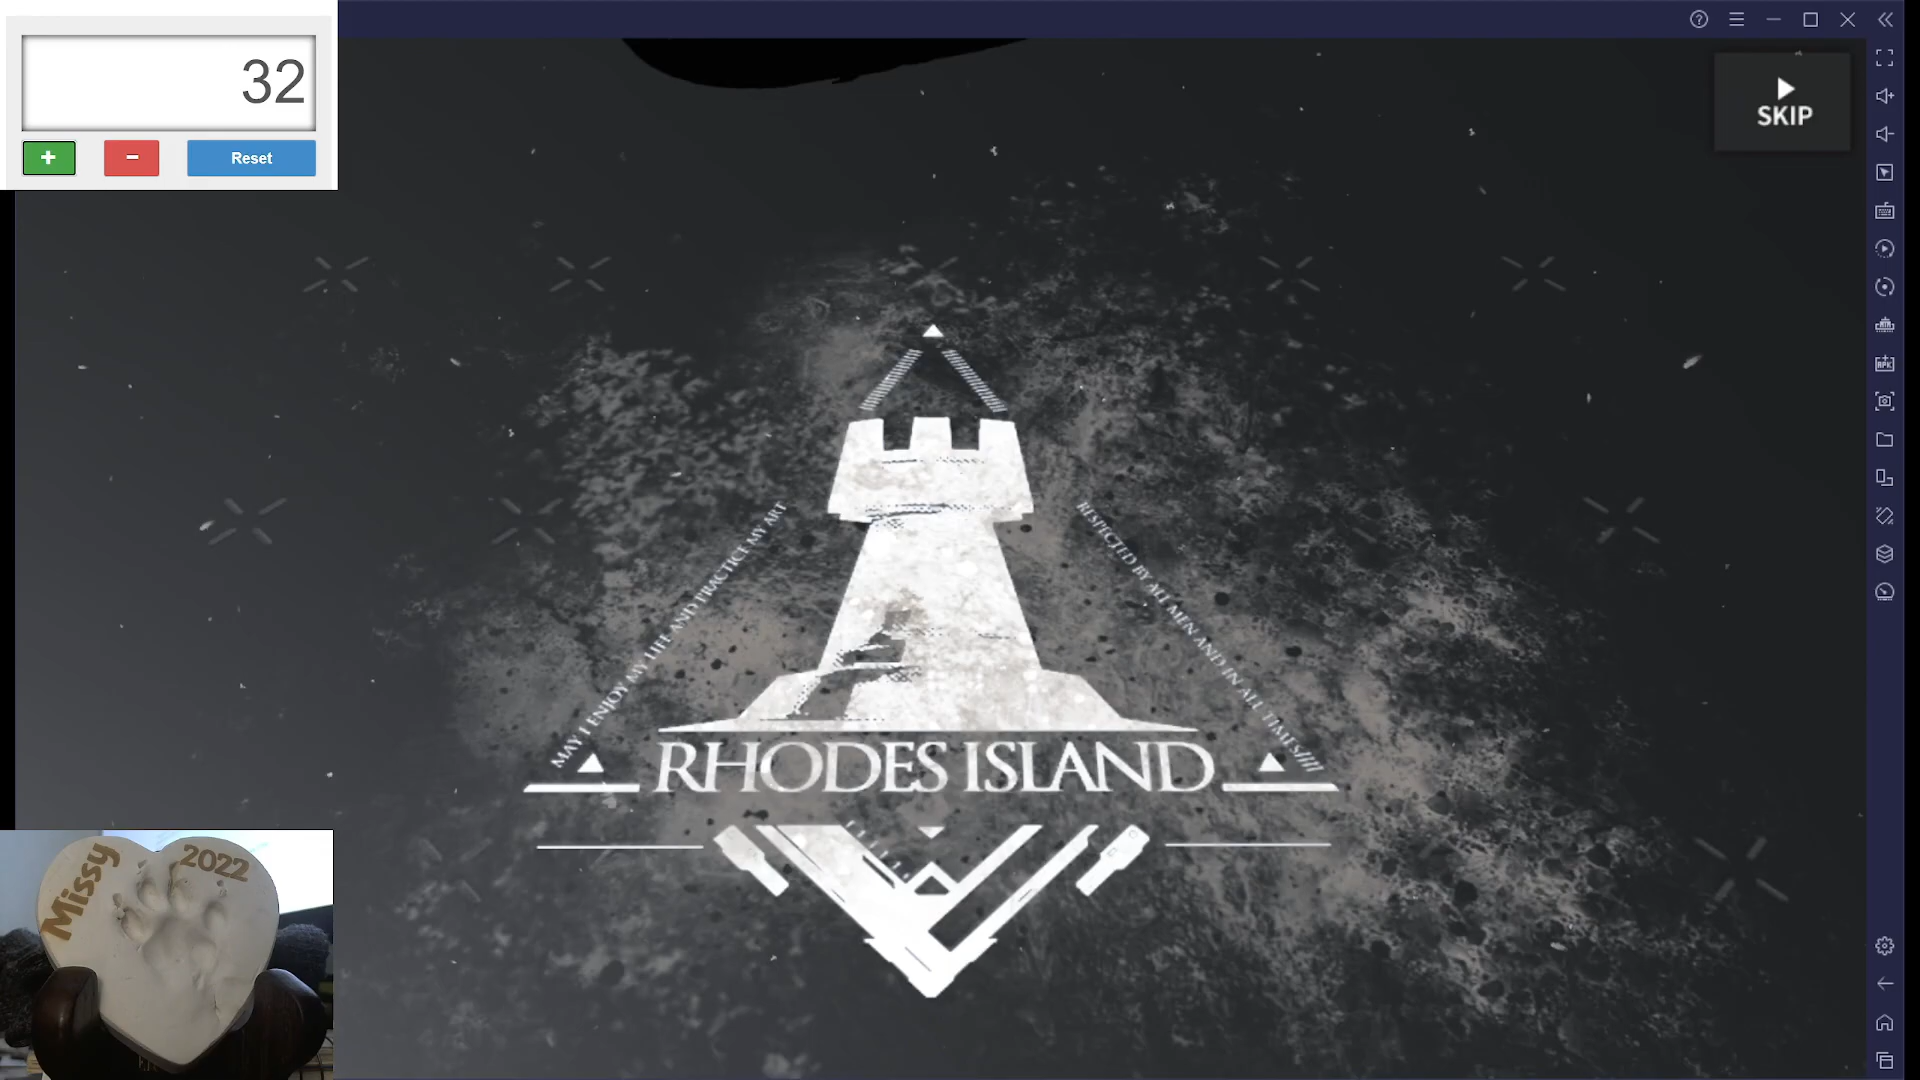 32
+
-
Reset
SKIP
MAY I ENJOY MY LIFE AND PRACTICE MY ART
RESPECTED BY ALL MEN AND IN ALL TIMES
RHODES ISLAND
Missy
2022